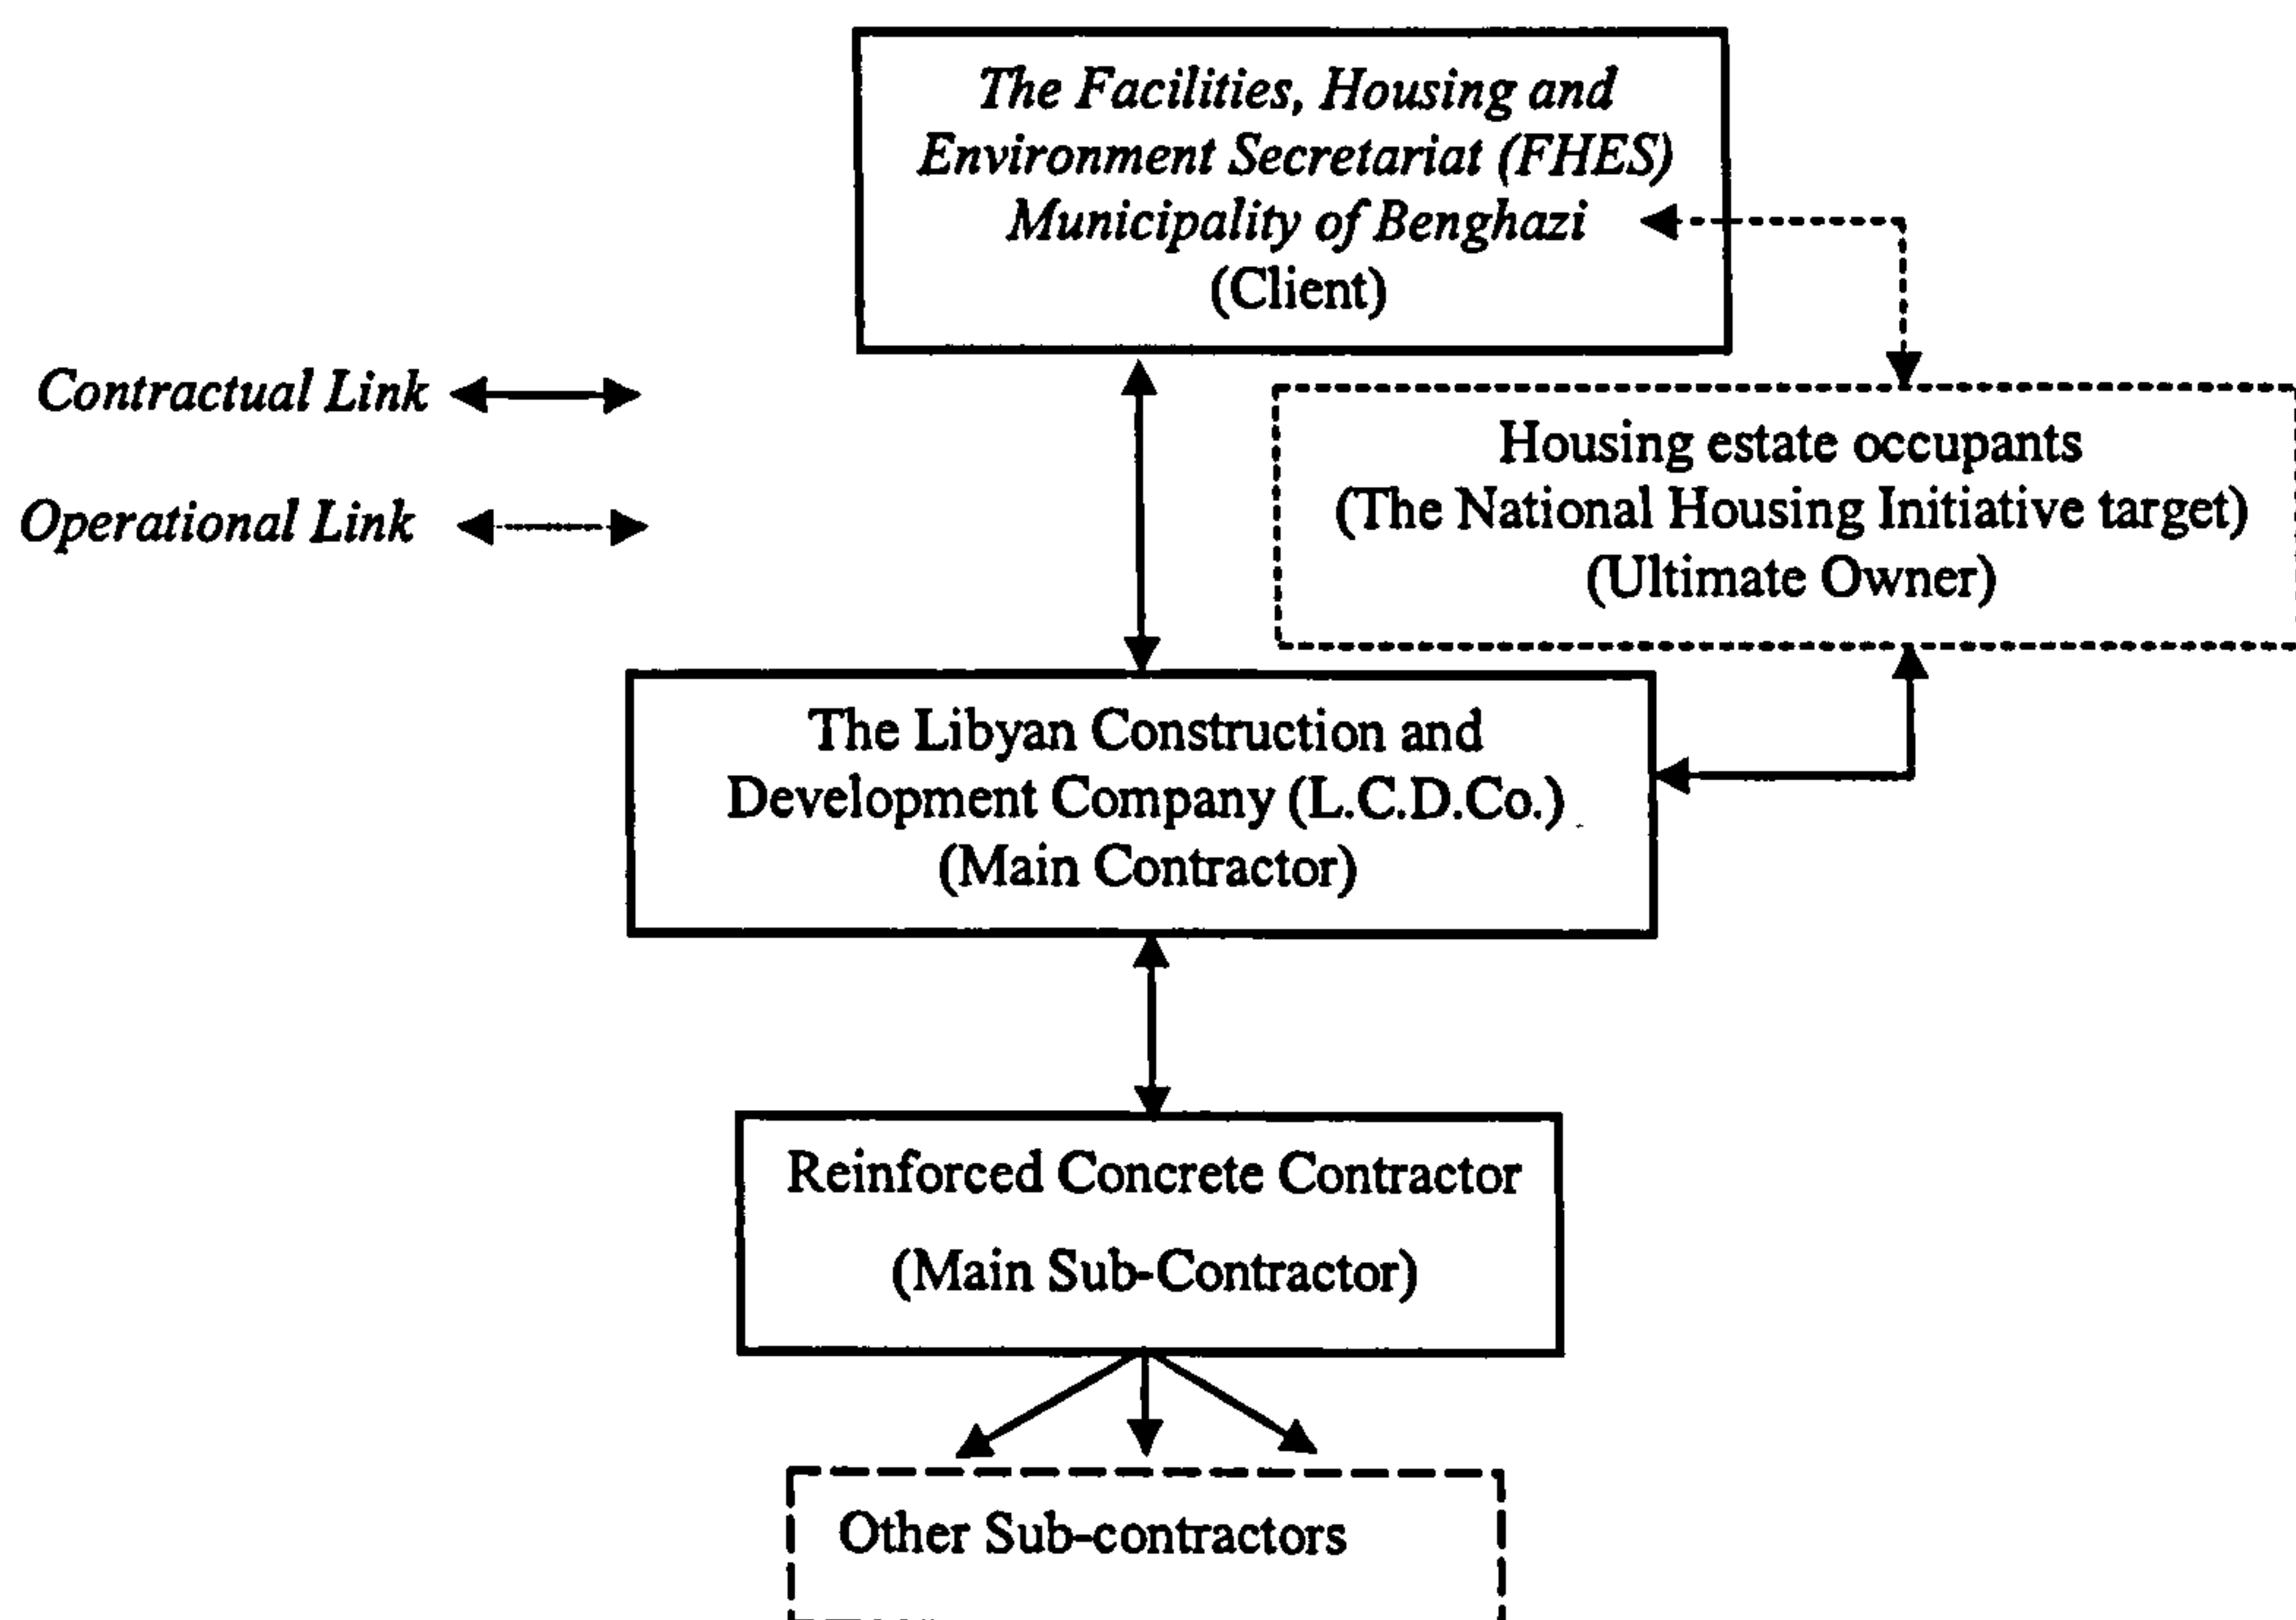 The Facilities, Housing and
Environment Secretariat (FHES)
Municipality of Benghazi
(Client)
Contractual Link
Operational Link
Housing estate occupants
(The National Housing Initiative target)
(Ultimate Owner)
The Libyan Construction and
Development Company (L.C.D.Co.)
(Main Contractor)
Reinforced Concrete Contractor
(Main Sub-Contractor)
Other Sub-contractors